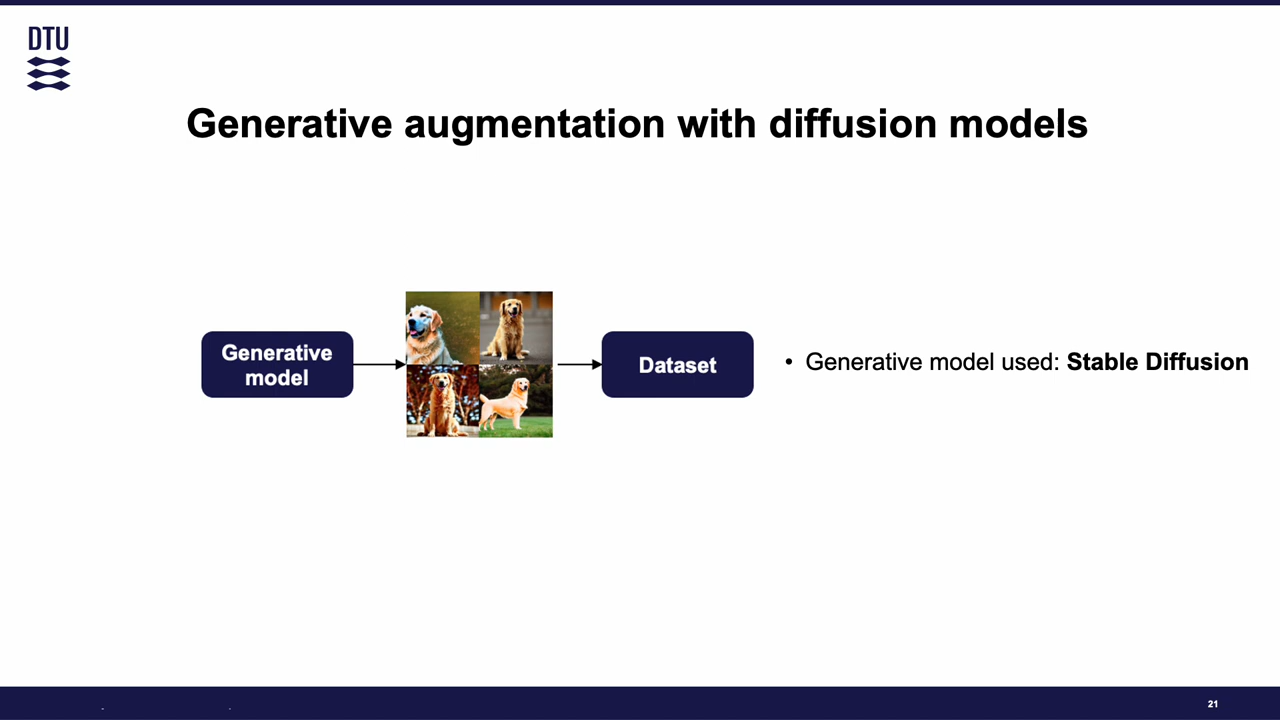 DTU
Generative augmentation with diffusion models
Generative
model
Dataset
• Generative model used: Stable Diffusion
21